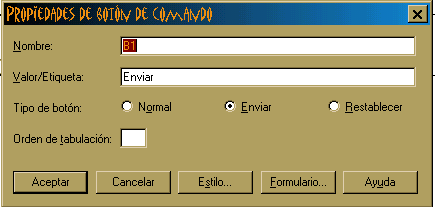 PROPIEDADES DE BOTÓN DE COMANDO
Nombre: B1
Valor/Etiqueta: Enviar
Tipo de botón: Normal Enviar Restablecer
Orden de tabulación:
Aceptar Cancelar Estilo... Formulario... Ayuda